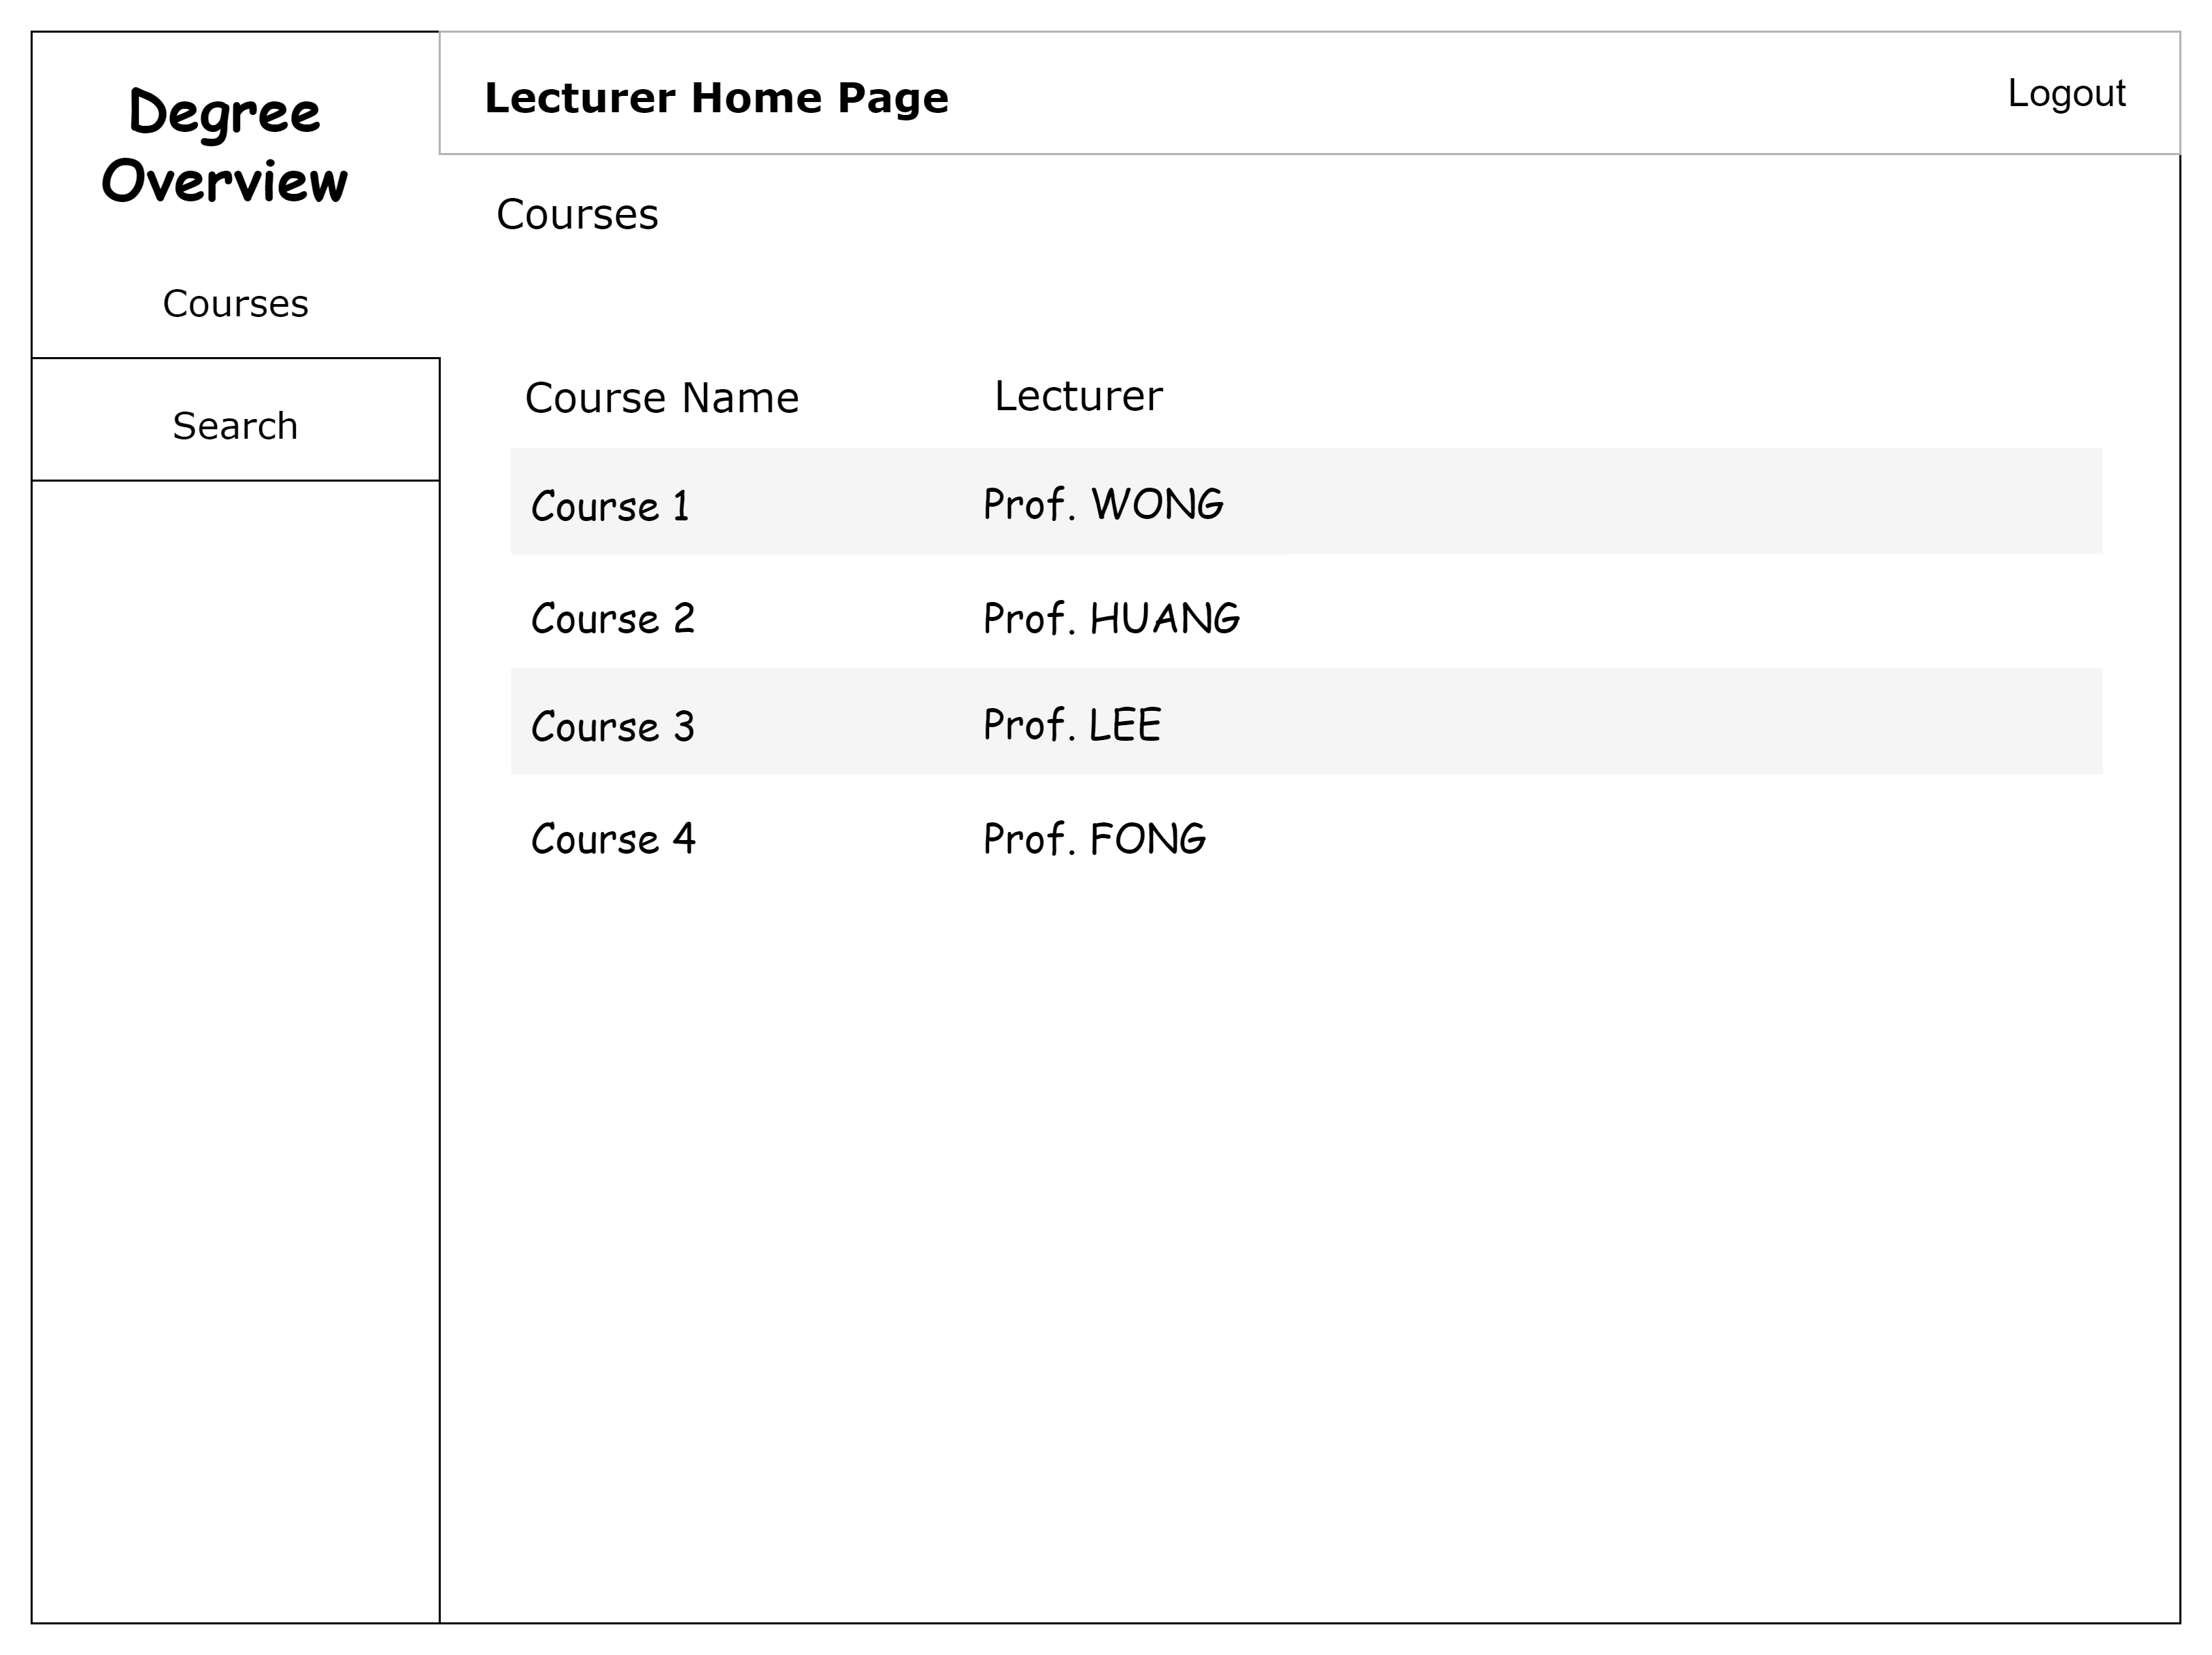 Degree
Overview
Courses
Search
Lecturer Home Page
Logout
Courses
Course Name Lecturer
Course 1 Prof. WONG
Course 2 Prof. HUANG
Course 3 Prof. LEE
Course 4 Prof. FONG